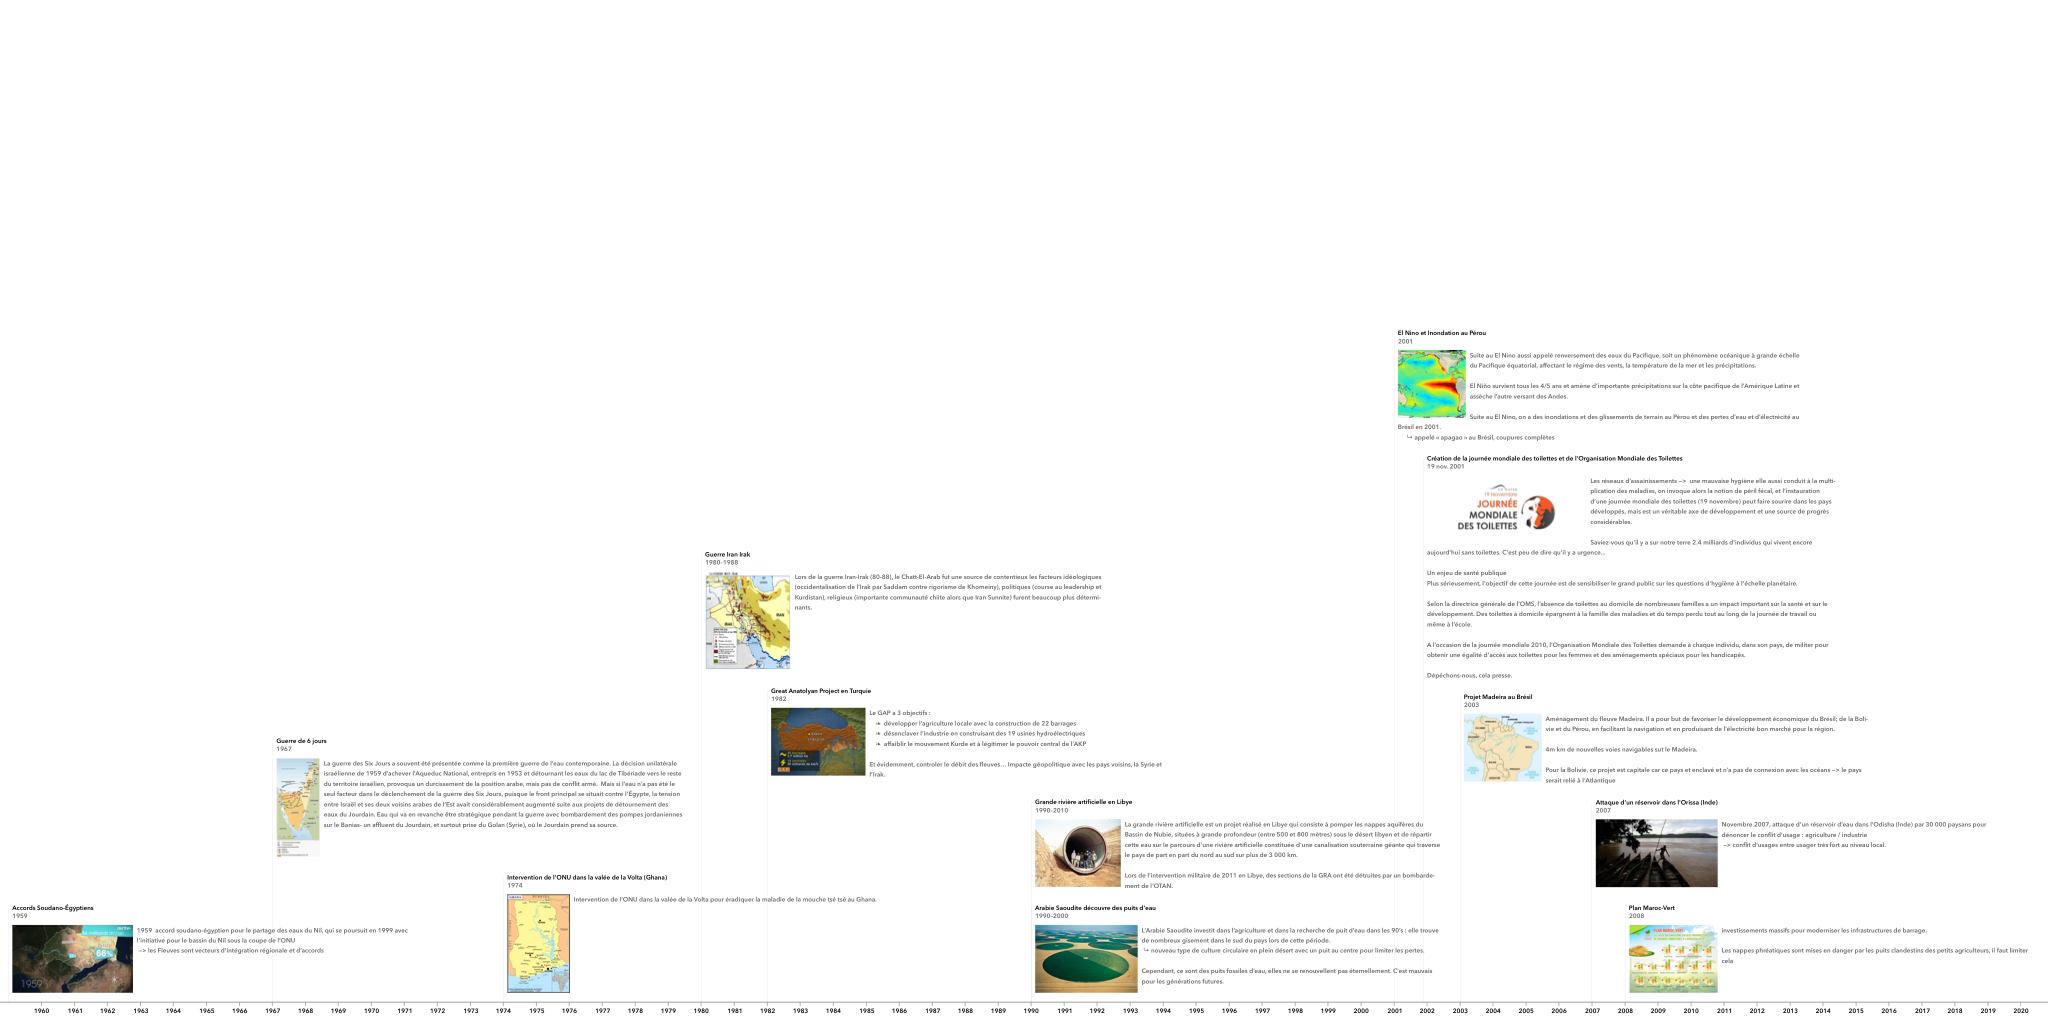 El Nino et Inondation au Pérou
2001
Suite au El Nino aussi appelé renversement des eaux du Pacifique, soit un phénomène océanique à grande échelle
du Pacifique équatorial, affectant le régime des vents, la température de la mer et les précipitations.
El Niño survient tous les 4/5 ans et amène d'importante précipitations sur la côte pacifique de l'Amérique Latine et
assèche l'autre versant des Andes.
Suite au El Nino, on a des inondations et des glissements de terrain au Pérou et des pertes d'eau et d'électrécité au
Brésil en 2001.
↪ appelé « apagao » au Brésil, coupures complètes
Création de la journée mondiale des toilettes et de l'Organisation Mondiale des Toilettes
19 nov. 2001
19 Novembre
JOURNÉE
MONDIALE
DES TOILETTES
Les réseaux d'assainissements —> une mauvaise hygiène elle aussi conduit à la multi-
plication des maladies, on invoque alors la notion de péril fécal, et l'instauration
d'une journée mondiale des toilettes (19 novembre) peut faire sourire dans les pays
développés, mais est un véritable axe de développement et une source de progrès
considérables.
Saviez-vous qu'il y a sur notre terre 2.4 milliards d'individus qui vivent encore
aujourd'hui sans toilettes. C'est peu de dire qu'il y a urgence...
Un enjeu de santé publique
Plus sérieusement, l'objectif de cette journée est de sensibiliser le grand public sur les questions d'hygiène à l'échelle planétaire.
Selon la directrice générale de l'OMS, l'absence de toilettes au domicile de nombreuses familles a un impact important sur la santé et sur le
développement. Des toilettes à domicile épargnent à la famille des maladies et du temps perdu tout au long de la journée de travail ou
même à l'école.
A l'occasion de la journée mondiale 2010, l'Organisation Mondiale des Toilettes demande à chaque individu, dans son pays, de militer pour
obtenir une égalité d'accès aux toilettes pour les femmes et des aménagements spéciaux pour les handicapés.
Dépêchons-nous, cela presse.
Guerre Iran Irak
1980-1988
Lors de la guerre Iran-Irak (80-88), le Chatt-El-Arab fut une source de contentieux les facteurs idéologiques
(occidentalisation de l'Irak par Saddam contre rigorisme de Khomeiny), politiques (course au leadership et
Kurdistan), religieux (importante communauté chiite alors que Iran Sunnite) furent beaucoup plus détermi-
nants.
Great Anatolyan Project en Turquie
1982
Le GAP a 3 objectifs :
❧ développer l'agriculture locale avec la construction de 22 barrages
❧ désenclaver l'industrie en construisant des 19 usines hydroélectriques
❧ affaiblir le mouvement Kurde et à légitimer le pouvoir central de l'AKP
Et évidemment, controler le débit des fleuves... Impacte géopolitique avec les pays voisins, la Syrie et
l'Irak.
Projet Madeira au Brésil
2003
Aménagement du fleuve Madeira. Il a pour but de favoriser le développement économique du Brésil; de la Boli-
vie et du Pérou, en facilitant la navigation et en produisant de l'électricité bon marché pour la région.
4m km de nouvelles voies navigables sut le Madeira.
Pour la Bolivie, ce projet est capitale car ce pays et enclavé et n'a pas de connexion avec les océans —> le pays
serait relié à l'Atlantique
Guerre de 6 jours
1967
La guerre des Six Jours a souvent été présentée comme la première guerre de l'eau contemporaine. La décision unilatérale
israélienne de 1959 d'achever l'Aqueduc National, entrepris en 1953 et détournant les eaux du lac de Tibériade vers le reste
du territoire israélien, provoqua un durcissement de la position arabe, mais pas de conflit armé. Mais si l'eau n'a pas été le
seul facteur dans le déclenchement de la guerre des Six Jours, puisque le front principal se situait contre l'Égypte, la tension
entre Israël et ses deux voisins arabes de l'Est avait considérablement augmenté suite aux projets de détournement des
eaux du Jourdain. Eau qui va en revanche être stratégique pendant la guerre avec bombardement des pompes jordaniennes
sur le Banias- un affluent du Jourdain, et surtout prise du Golan (Syrie), où le Jourdain prend sa source.
Grande rivière artificielle en Libye
1990-2010
La grande rivière artificielle est un projet réalisé en Libye qui consiste à pomper les nappes aquifères du
Bassin de Nubie, situées à grande profondeur (entre 500 et 800 mètres) sous le désert libyen et de répartir
cette eau sur le parcours d'une rivière artificielle constituée d'une canalisation souterraine géante qui traverse
le pays de part en part du nord au sud sur plus de 3 000 km.
Lors de l'intervention militaire de 2011 en Libye, des sections de la GRA ont été détruites par un bombarde-
ment de l'OTAN.
Attaque d'un réservoir dans l'Orissa (Inde)
2007
Novembre 2007, attaque d'un réservoir d'eau dans l'Odisha (Inde) par 30 000 paysans pour
dénoncer le conflit d'usage : agriculture / industrie
—> conflit d'usages entre usager très fort au niveau local.
Intervention de l'ONU dans la valée de la Volta (Ghana)
1974
Intervention de l'ONU dans la valée de la Volta pour éradiquer la maladie de la mouche tsé tsé au Ghana.
Accords Soudano-Égyptiens
1959
88%
1959
1959 accord soudano-égyptien pour le partage des eaux du Nil, qui se poursuit en 1999 avec
l'initiative pour le bassin du Nil sous la coupe de l'ONU
—> les Fleuves sont vecteurs d'intégration régionale et d'accords
Arabie Saoudite découvre des puits d'eau
1990-2000
L'Arabie Saoudite investit dans l'agriculture et dans la recherche de puit d'eau dans les 90's : elle trouve
de nombreux gisement dans le sud du pays lors de cette période.
↪ nouveau type de culture circulaire en plein désert avec un puit au centre pour limiter les pertes.
Cependant, ce sont des puits fossiles d'eau, elles ne se renouvellent pas éternellement. C'est mauvais
pour les générations futures.
Plan Maroc-Vert
2008
PLAN MAROC VERT
investissements massifs pour moderniser les infrastructures de barrage.
Les nappes phréatiques sont mises en danger par les puits clandestins des petits agriculteurs, il faut limiter
cela
1960 1961 1962 1963 1964 1965 1966 1967 1968 1969 1970 1971 1972 1973 1974 1975 1976 1977 1978 1979 1980 1981 1982 1983 1984 1985 1986 1987 1988 1989 1990 1991 1992 1993 1994 1995 1996 1997 1998 1999 2000 2001 2002 2003 2004 2005 2006 2007 2008 2009 2010 2011 2012 2013 2014 2015 2016 2017 2018 2019 2020